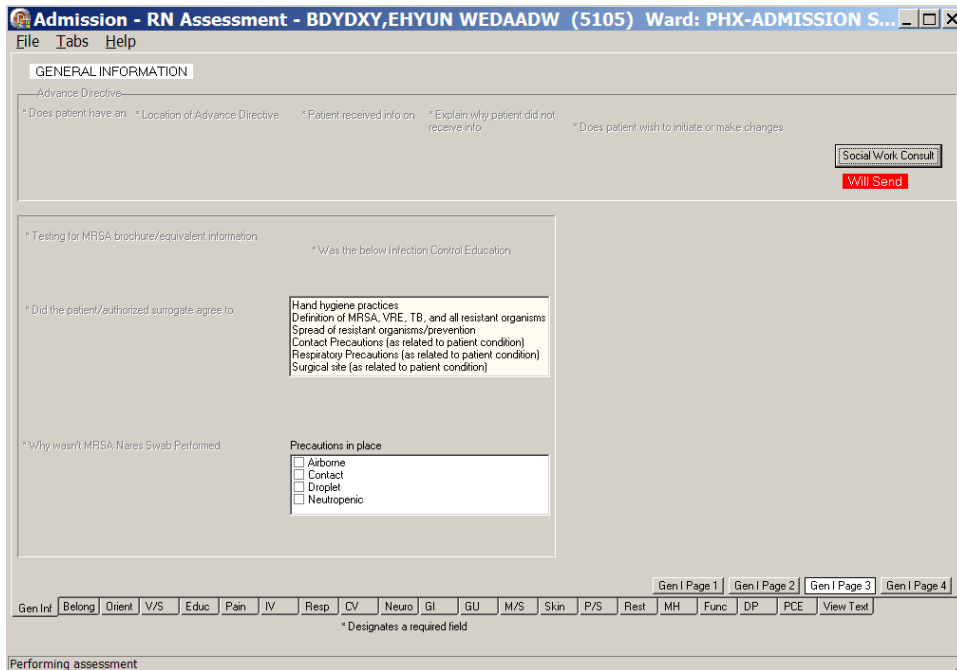 Admission - RN Assessment - BDYDXY,EHYUN WEDAADW (5105) Ward: PHX-ADMISSION S...
File Tabs Help
GENERAL INFORMATION
Advance Directive
* Does patient have an
* Location of Advance Directive
* Patient received info on
* Explain why patient did not
receive info
* Does patient wish to initiate or make changes
Social Work Consult
Will Send
* Testing for MRSA brochure/equivalent information
* Was the below Infection Control Education
* Did the patient/authorized surrogate agree to
Hand hygiene practices
Definition of MRSA, VRE, TB, and all resistant organisms
Spread of resistant organisms/prevention
Contact Precautions (as related to patient condition)
Respiratory Precautions (as related to patient condition)
Surgical site (as related to patient condition)
* Why wasn't MRSA Nares Swab Performed
Precautions in place
Airborne
Contact
Droplet
Neutropenic
Gen I Page 1 Gen I Page 2 Gen I Page 3 Gen I Page 4
Gen Inf Belong Orient V/S Educ Pain IV Resp CV Neuro GI GU M/S Skin P/S Rest MH Func DP PCE View Text
* Designates a required field
Performing assessment